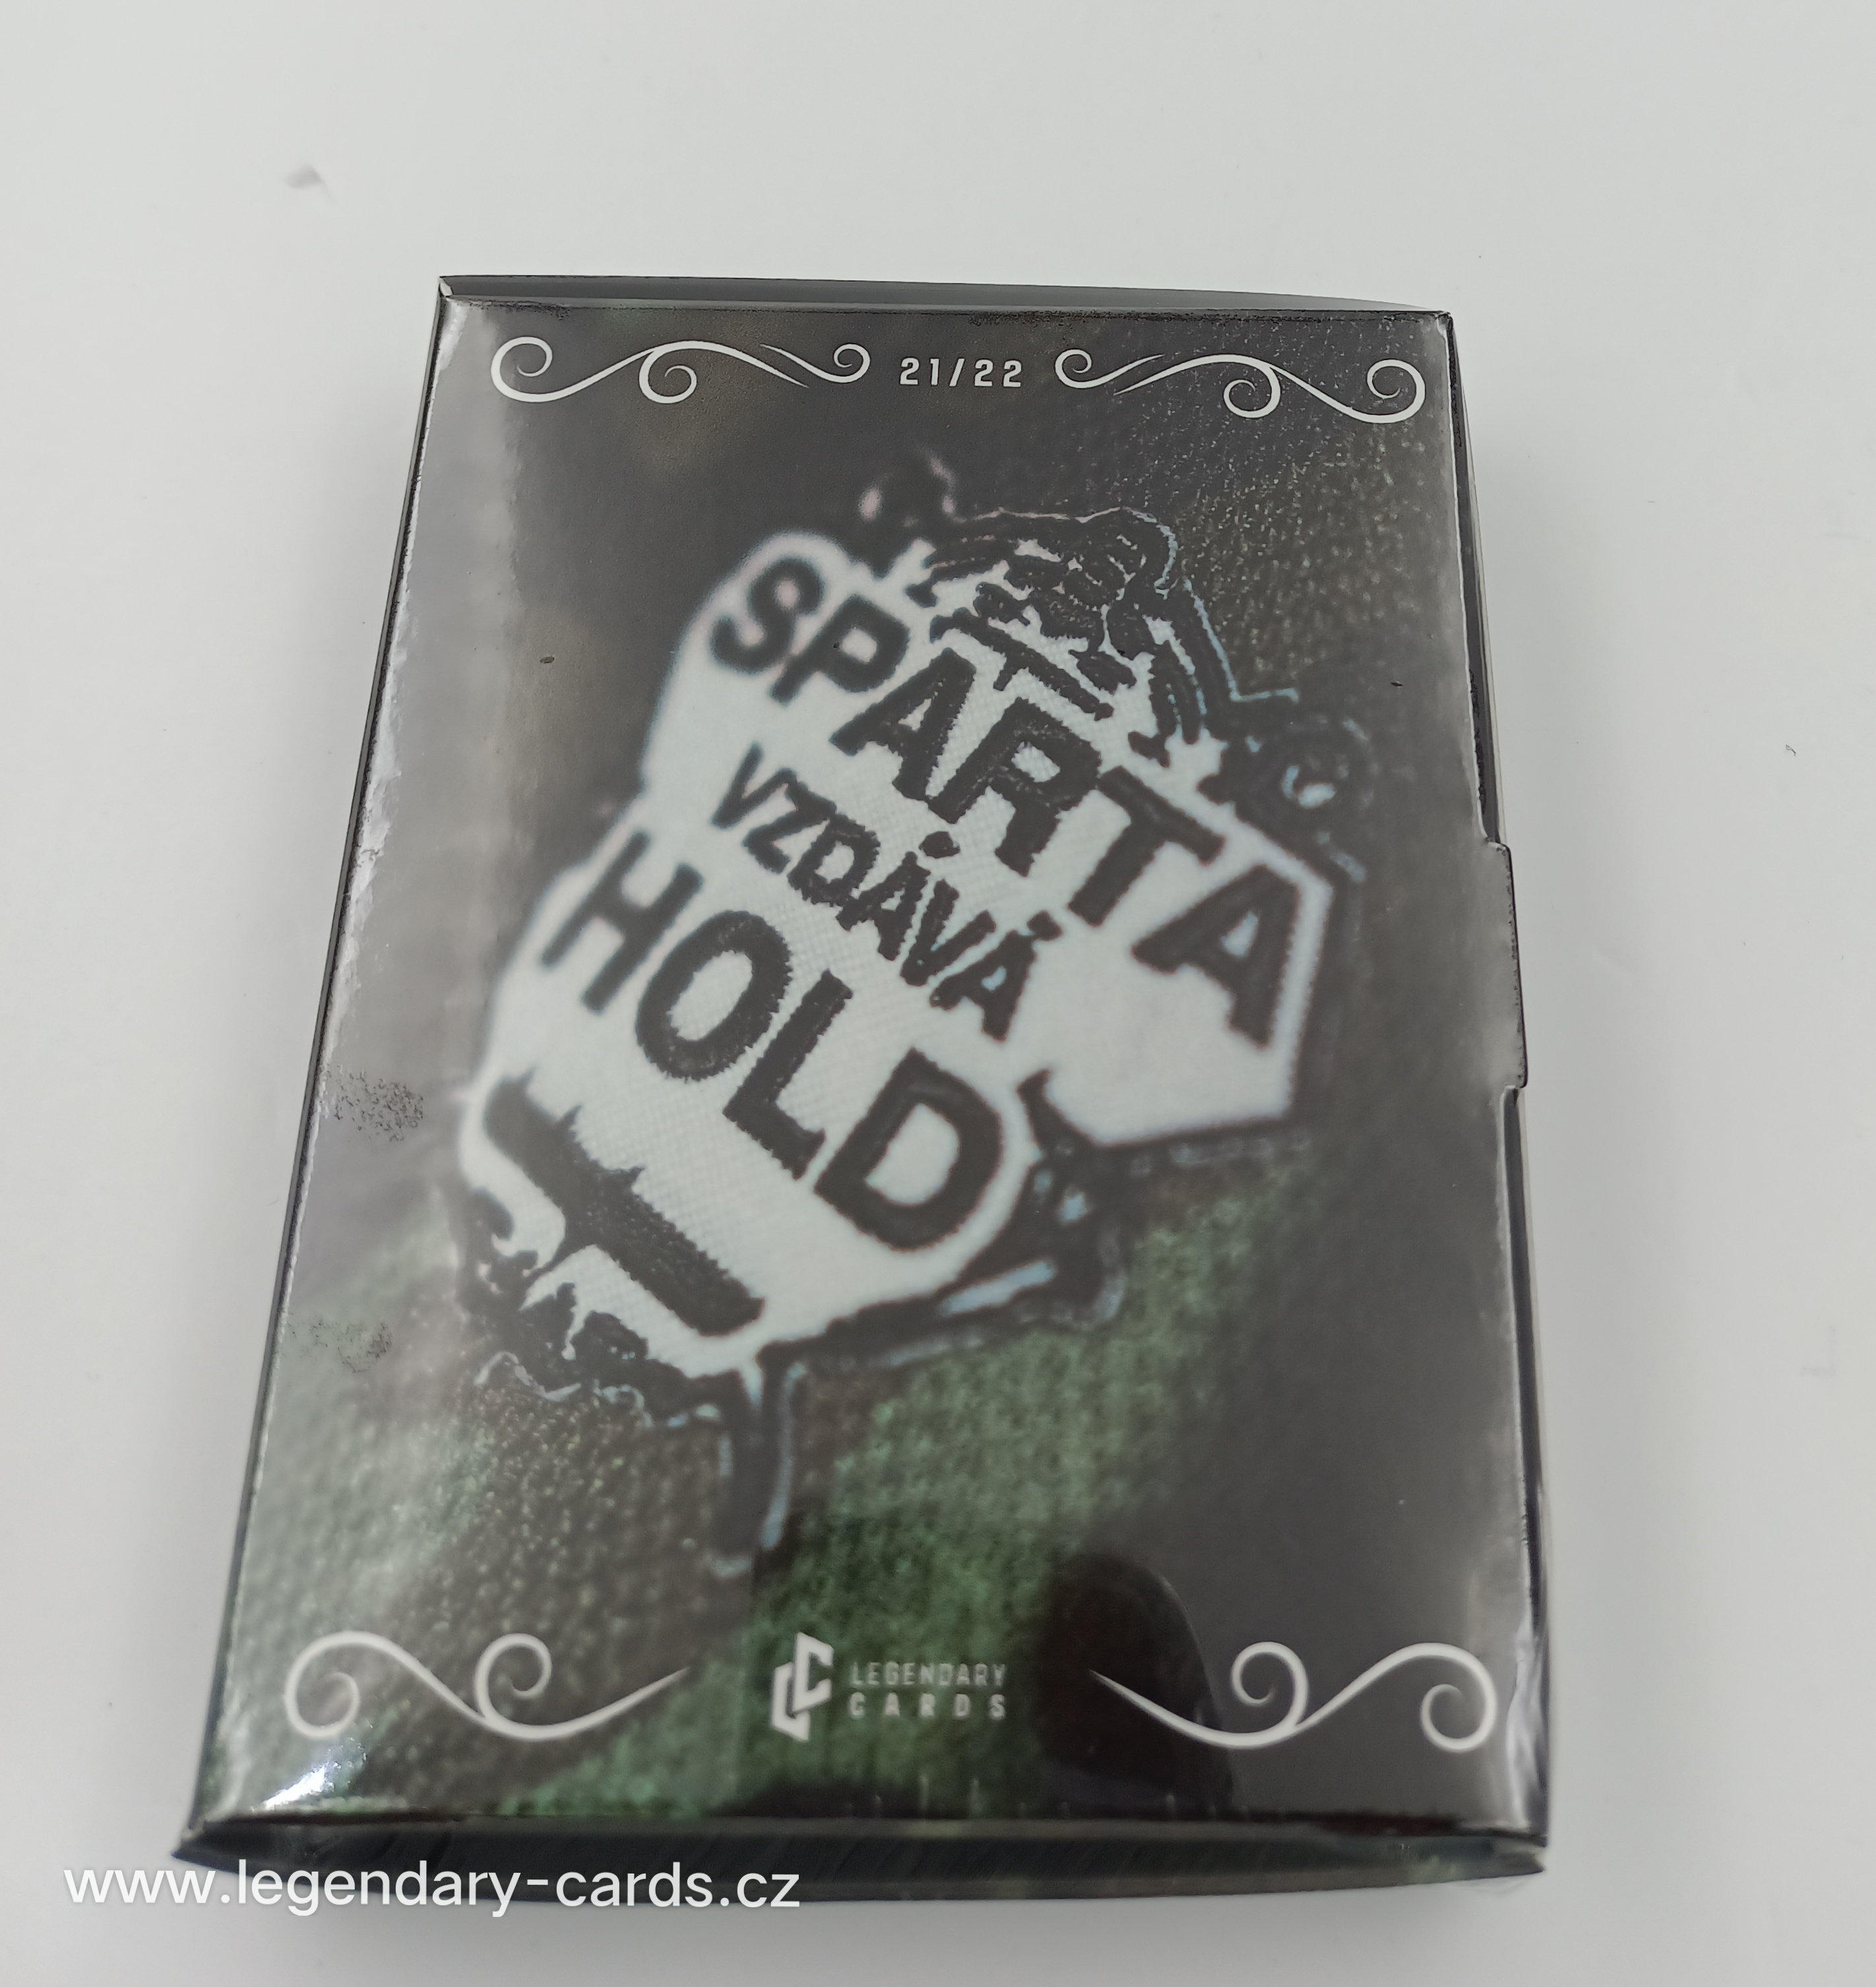 21/22
SPARTA
VZDÁVÁ
HOLD
LEGENDARY
CARDS
www.legendary-cards.cz